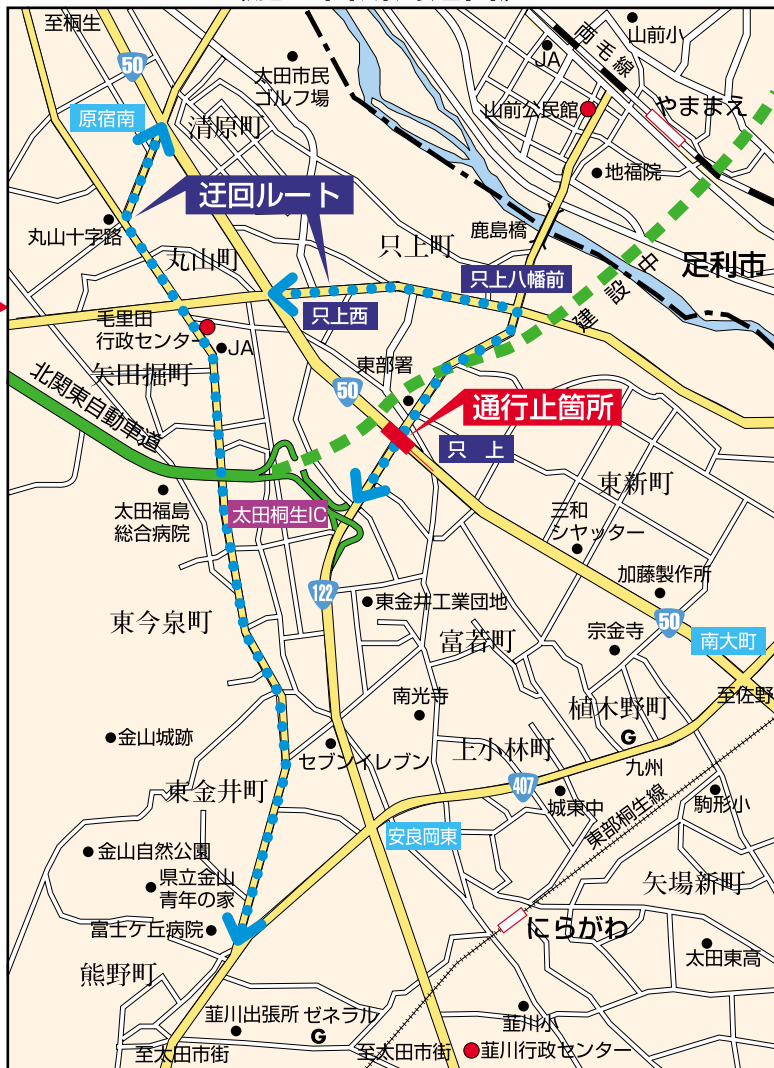 至桐生
50
太田市民
ゴルフ場
JA
両毛線
山前小
原宿南
清原町
山前公民館
やままえ
地福院
迂回ルート
丸山十字路
丸山町
只上町
鹿島橋
足利市
只上八幡前
建設中
只上西
毛里田
行政センター
JA
東部署
矢田掘町
50
通行止箇所
北関東自動車道
只 上
東新町
太田福島
総合病院
太田桐生IC
三和
シヤッター
加藤製作所
122
東金井工業団地
東今泉町
富若町
宗金寺
50
南大町
至佐野
南光寺
植木野町
G
九州
金山城跡
セブンイレブン
上小林町
東金井町
407
城東中
東部桐生線
駒形小
安良岡東
金山自然公園
県立金山
青年の家
矢場新町
富士ケ丘病院
にらがわ
太田東高
熊野町
韮川出張所
ゼネラル
G
韮川小
至太田市街
至太田市街
韮川行政センター